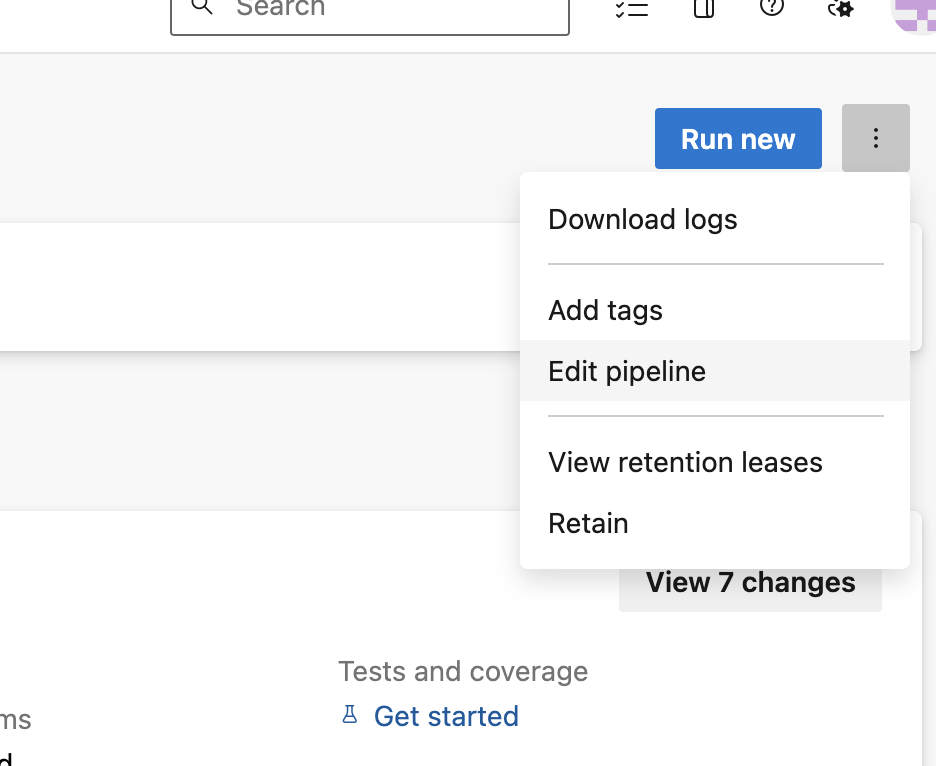 Search
Run new
Download logs
Add tags
Edit pipeline
View retention leases
Retain
View 7 changes
Tests and coverage
Get started
ms